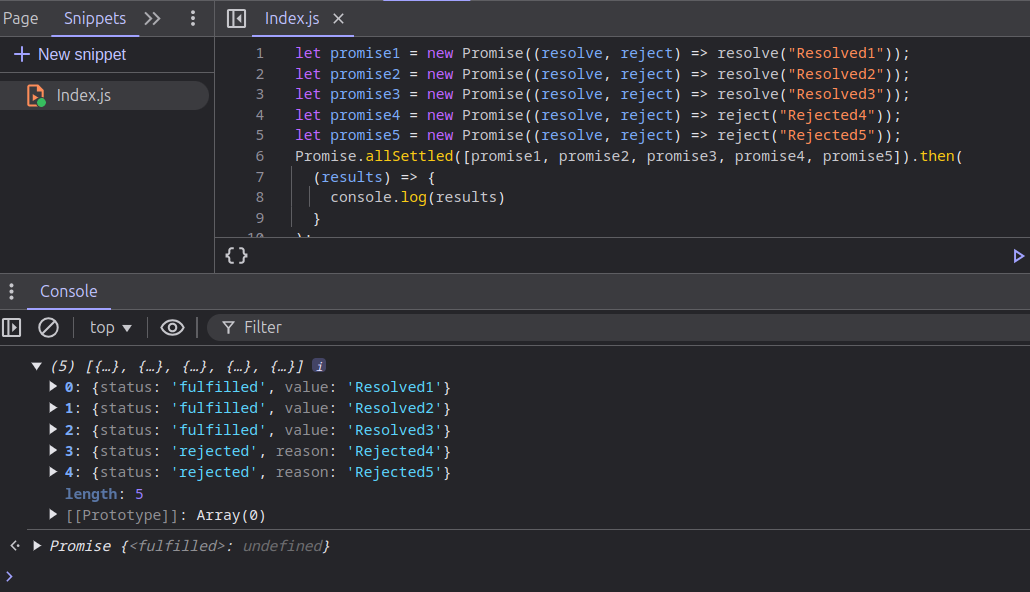 Page Snippets Index.js
New snippet
Index.js
1 let promise1 = new Promise((resolve, reject) => resolve("Resolved1"));
2 let promise2 = new Promise((resolve, reject) => resolve("Resolved2"));
3 let promise3 = new Promise((resolve, reject) => resolve("Resolved3"));
4 let promise4 = new Promise((resolve, reject) => reject("Rejected4"));
5 let promise5 = new Promise((resolve, reject) => reject("Rejected5"));
6 Promise.allSettled([promise1, promise2, promise3, promise4, promise5]).then(
7 (results) => {
8 console.log(results)
9 }
10 );
{}
Console
top Filter
(5) [{…}, {…}, {…}, {…}, {…}] i
0: {status: 'fulfilled', value: 'Resolved1'}
1: {status: 'fulfilled', value: 'Resolved2'}
2: {status: 'fulfilled', value: 'Resolved3'}
3: {status: 'rejected', reason: 'Rejected4'}
4: {status: 'rejected', reason: 'Rejected5'}
length: 5
[[Prototype]]: Array(0)
Promise {<fulfilled>: undefined}